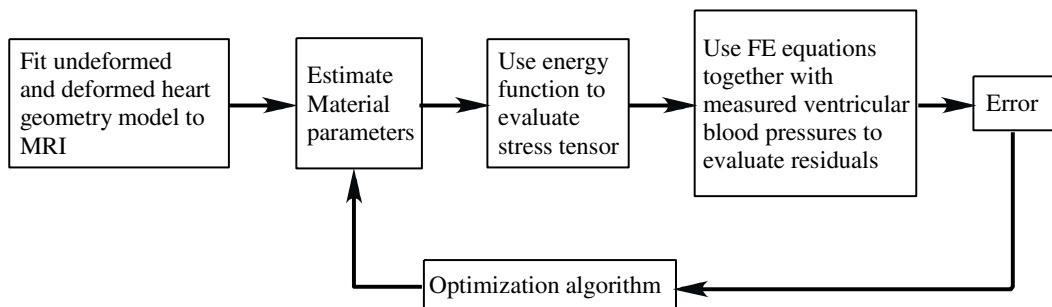 Fit undeformed
and deformed heart
geometry model to
MRI
Estimate
Material
parameters
Use energy
function to
evaluate
stress tensor
Use FE equations
together with
measured ventricular
blood pressures to
evaluate residuals
Error
Optimization algorithm